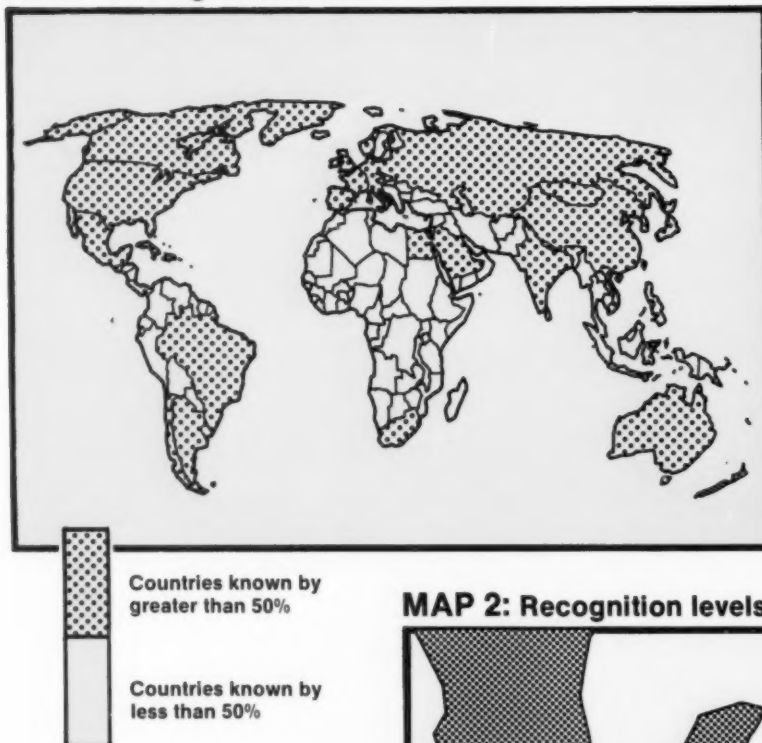 Countries known by
greater than 50%
Countries known by
less than 50%
MAP 2: Recognition levels